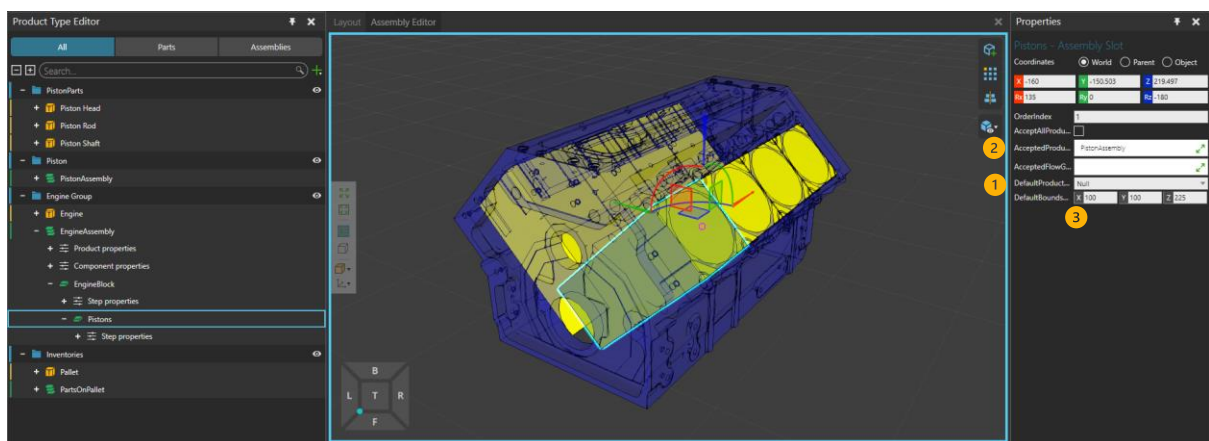 Product Type Editor
All Parts Assemblies
Search...
PistonParts
Piston Head
Piston Rod
Piston Shaft
Piston
PistonAssembly
Engine Group
Engine
EngineAssembly
Product properties
Component properties
EngineBlock
Step properties
Pistons
Step properties
Inventories
Pallet
PartsOnPallet
Layout Assembly Editor
B
L T R
F
Properties
Pistons - Assembly Slot
Coordinates World Parent Object
X -160 Y -150.503 Z 219.497
Rx 135 Ry 0 Rz -180
OrderIndex 1
AcceptAllProdu...
2 AcceptedProdu... PistonAssembly
AcceptedFlowG...
1 DefaultProduct... Null
DefaultBounds... X 100 Y 100 Z 225
3